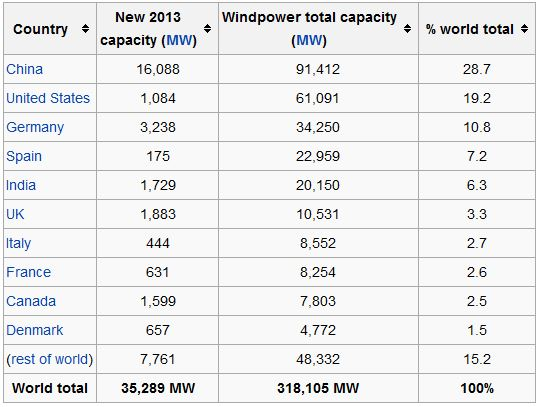 Country New 2013 capacity (MW) Windpower total capacity (MW) % world total
China 16,088 91,412 28.7
United States 1,084 61,091 19.2
Germany 3,238 34,250 10.8
Spain 175 22,959 7.2
India 1,729 20,150 6.3
UK 1,883 10,531 3.3
Italy 444 8,552 2.7
France 631 8,254 2.6
Canada 1,599 7,803 2.5
Denmark 657 4,772 1.5
(rest of world) 7,761 48,332 15.2
World total 35,289 MW 318,105 MW 100%